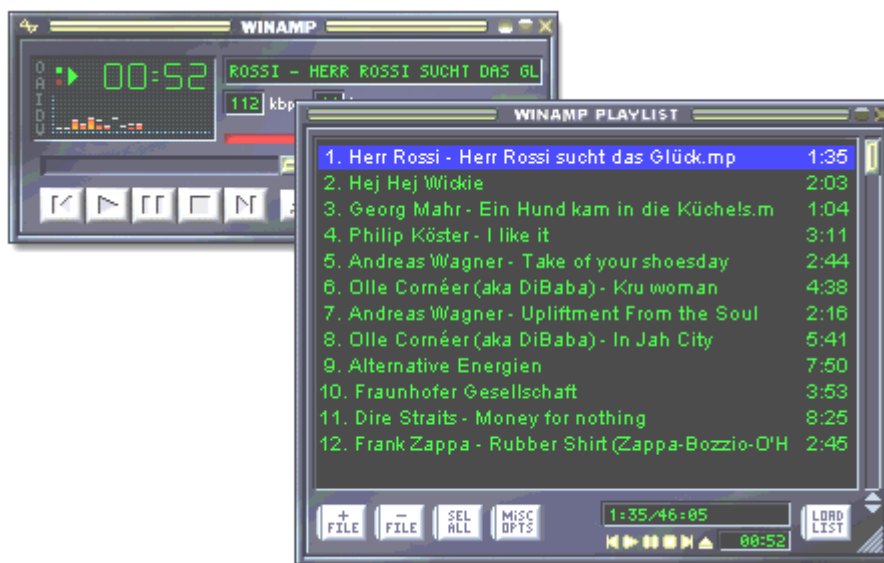 WINAMP
O
A
I
D
V
00:52
ROSSI - HERR ROSSI SUCHT DAS GL
112 kbps
WINAMP PLAYLIST
1. Herr Rossi - Herr Rossi sucht das Glück.mp 1:35
2. Hej Hej Wickie 2:03
3. Georg Mahr - Ein Hund kam in die Küche!s.m 1:04
4. Philip Köster - I like it 3:11
5. Andreas Wagner - Take of your shoesday 2:44
6. Olle Cornéer (aka DiBaba) - Kru woman 4:38
7. Andreas Wagner - Upliftment From the Soul 2:16
8. Olle Cornéer (aka DiBaba) - In Jah City 5:41
9. Alternative Energien 7:50
10. Fraunhofer Gesellschaft 3:53
11. Dire Straits - Money for nothing 8:25
12. Frank Zappa - Rubber Shirt (Zappa-Bozzio-O'H 2:45
+ FILE
- FILE
SEL ALL
MISC OPTS
1:35/46:05
00:52
LOAD LIST